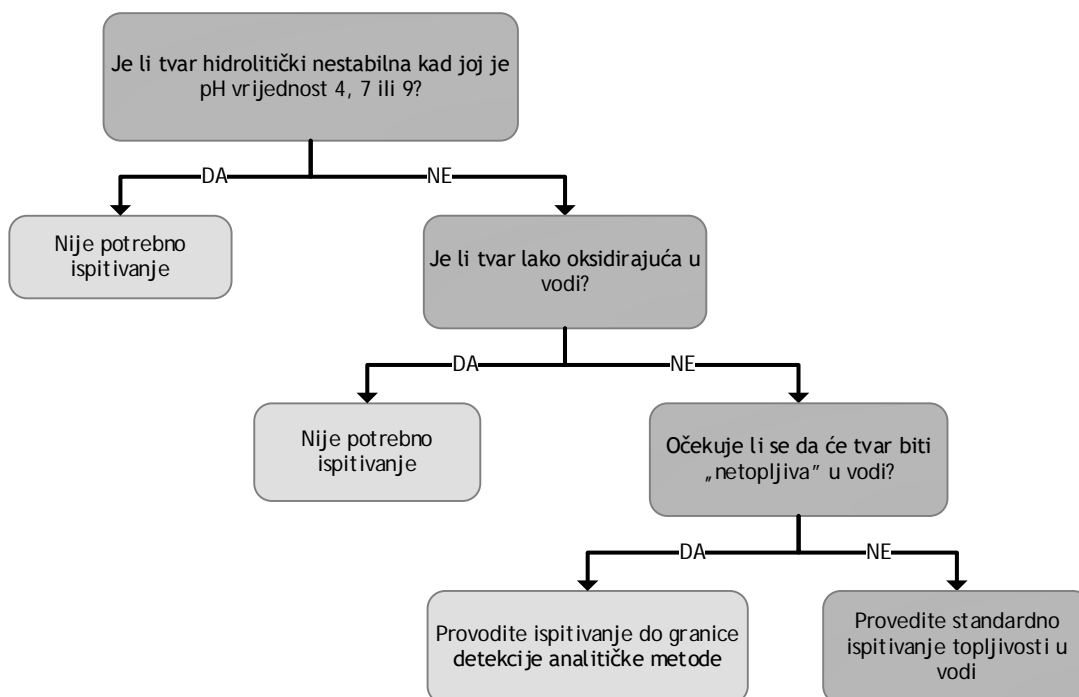 Je li tvar hidrolitički nestabilna kad joj je
pH vrijednost 4, 7 ili 9?
DA
NE
Nije potrebno
ispitivanje
Je li tvar lako oksidirajuća u
vodi?
DA
NE
Nije potrebno
ispitivanje
Očekuje li se da će tvar biti
„netopljiva” u vodi?
DA
NE
Provodite ispitivanje do granice
detekcije analitičke metode
Provedite standardno
ispitivanje topljivosti u
vodi